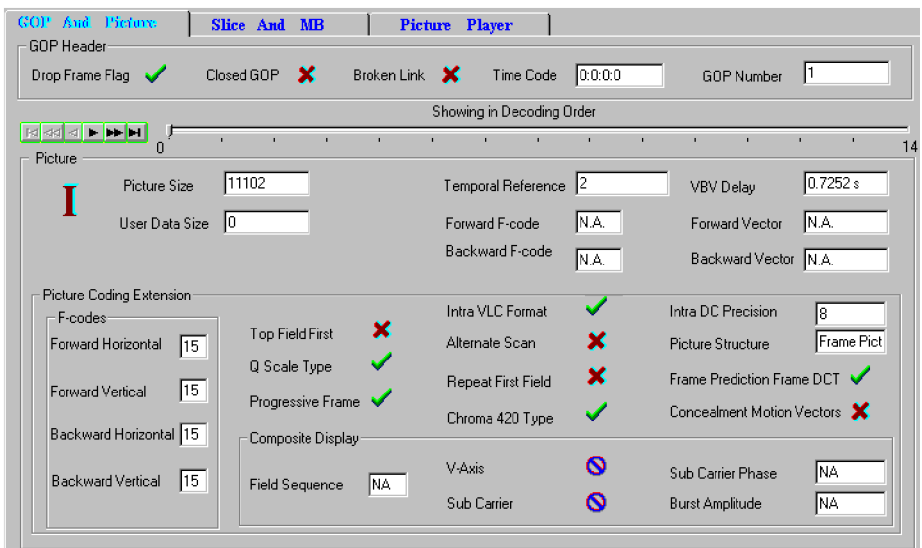 GOP And Picture Slice And MB Picture Player
GOP Header
Drop Frame Flag Closed GOP Broken Link Time Code 0:0:0:0 GOP Number 1
Showing in Decoding Order
0 14
Picture
I Picture Size 11102 Temporal Reference 2 VBV Delay 0.7252 s
User Data Size 0 Forward F-code N.A. Forward Vector N.A.
Backward F-code N.A. Backward Vector N.A.
Picture Coding Extension
F-codes
Intra VLC Format Intra DC Precision 8
Forward Horizontal 15 Top Field First Alternate Scan Picture Structure Frame Pict
Q Scale Type
Forward Vertical 15 Repeat First Field Frame Prediction Frame DCT
Progressive Frame Chroma 420 Type Concealment Motion Vectors
Backward Horizontal 15
Composite Display
Backward Vertical 15 Field Sequence NA V-Axis Sub Carrier Phase NA
Sub Carrier Burst Amplitude NA